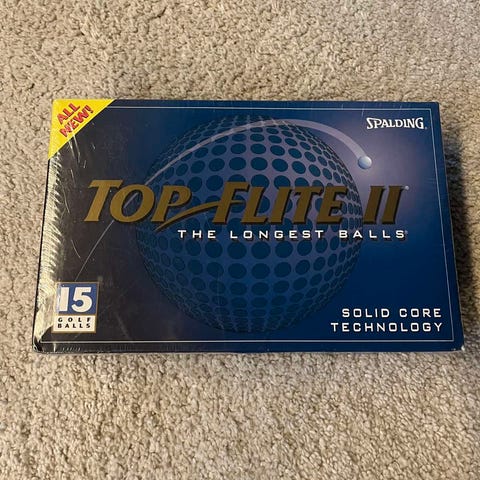 ALL
NEW!
SPALDING®
TOP-FLITE II®
THE LONGEST BALLS®
15
GOLF
BALLS
SOLID CORE
TECHNOLOGY